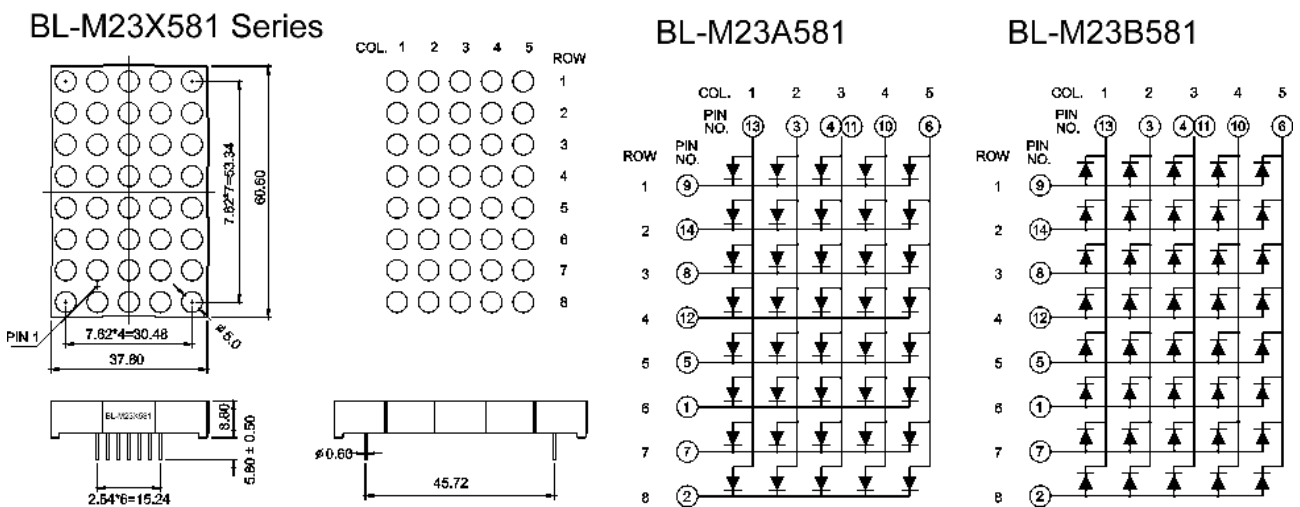 BL-M23X581 Series
COL. 1 2 3 4 5
ROW
1
2
3
4
5
6
7
8
7.62*7=53.34
60.60
PIN 1
7.62*4=30.48
ø5.0
37.80
BL-M23X581
8.80
5.80 ± 0.50
2.54*6=15.24
ø0.60
45.72
BL-M23A581
COL. 1 2 3 4 5
PIN NO. 13 3 4 11 10 6
ROW PIN NO.
1 9
2 14
3 8
4 12
5 5
6 1
7 7
8 2
BL-M23B581
COL. 1 2 3 4 5
PIN NO. 13 3 4 11 10 6
ROW PIN NO.
1 9
2 14
3 8
4 12
5 5
6 1
7 7
8 2